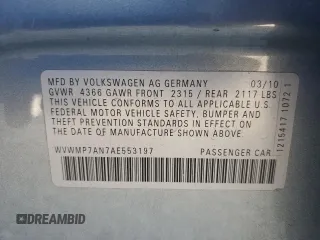 MFD BY VOLKSWAGEN AG GERMANY 03/10
GVWR 4366 GAWR FRONT 2315 / REAR 2117 LBS
THIS VEHICLE CONFORMS TO ALL APPLICABLE
FEDERAL MOTOR VEHICLE SAFETY, BUMPER AND
THEFT PREVENTION STANDARDS IN EFFECT ON THE
DATE OF MANUFACTURE SHOWN ABOVE.
WVWMP7AN7AE553197 PASSENGER CAR
1215417 1072 1
DREAMBID